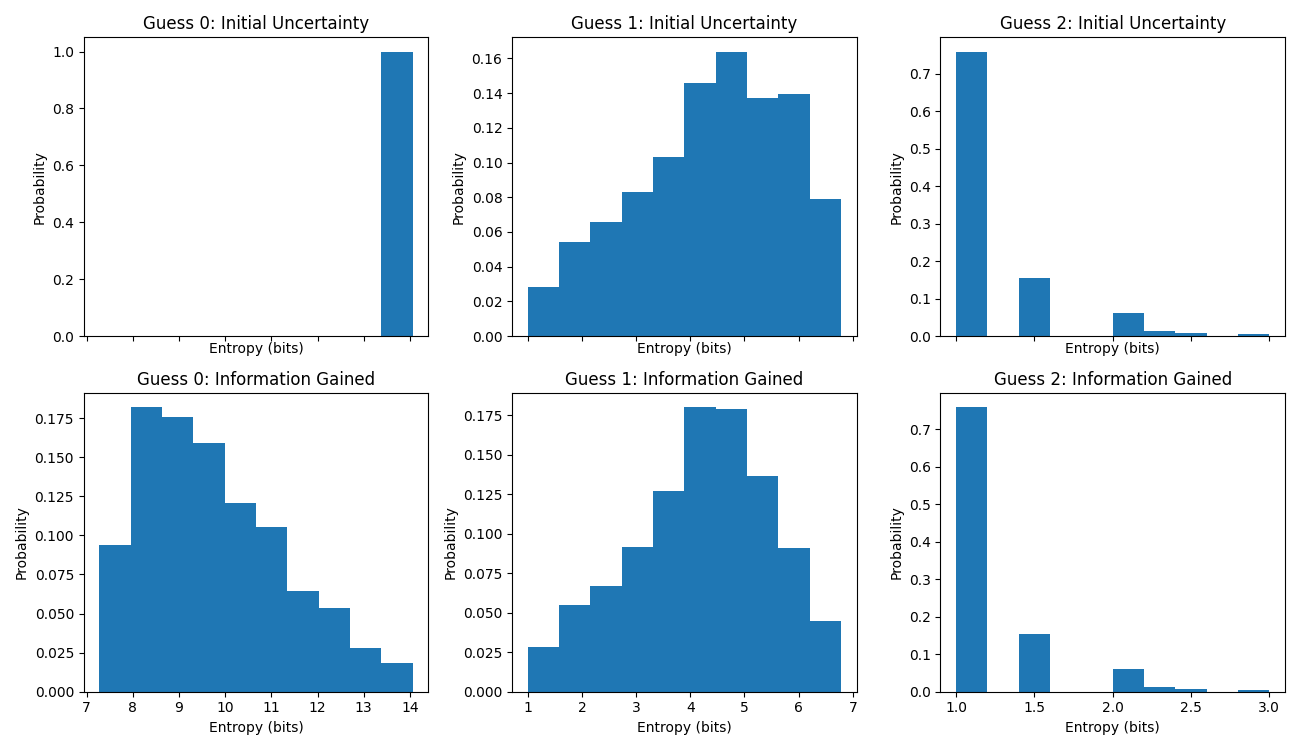 Guess 0: Initial Uncertainty
1.0
0.8
0.6
0.4
0.2
0.0
Probability
Entropy (bits)
Guess 1: Initial Uncertainty
0.16
0.14
0.12
0.10
0.08
0.06
0.04
0.02
0.00
Probability
Entropy (bits)
Guess 2: Initial Uncertainty
0.7
0.6
0.5
0.4
0.3
0.2
0.1
0.0
Probability
Entropy (bits)
Guess 0: Information Gained
0.175
0.150
0.125
0.100
0.075
0.050
0.025
0.000
Probability
7 8 9 10 11 12 13 14
Entropy (bits)
Guess 1: Information Gained
0.175
0.150
0.125
0.100
0.075
0.050
0.025
0.000
Probability
1 2 3 4 5 6 7
Entropy (bits)
Guess 2: Information Gained
0.7
0.6
0.5
0.4
0.3
0.2
0.1
0.0
Probability
1.0 1.5 2.0 2.5 3.0
Entropy (bits)